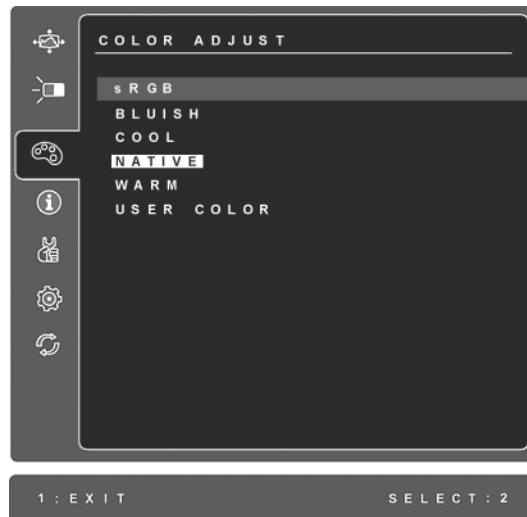 COLOR ADJUST
sRGB
BLUISH
COOL
NATIVE
WARM
USER COLOR
1:EXIT SELECT:2